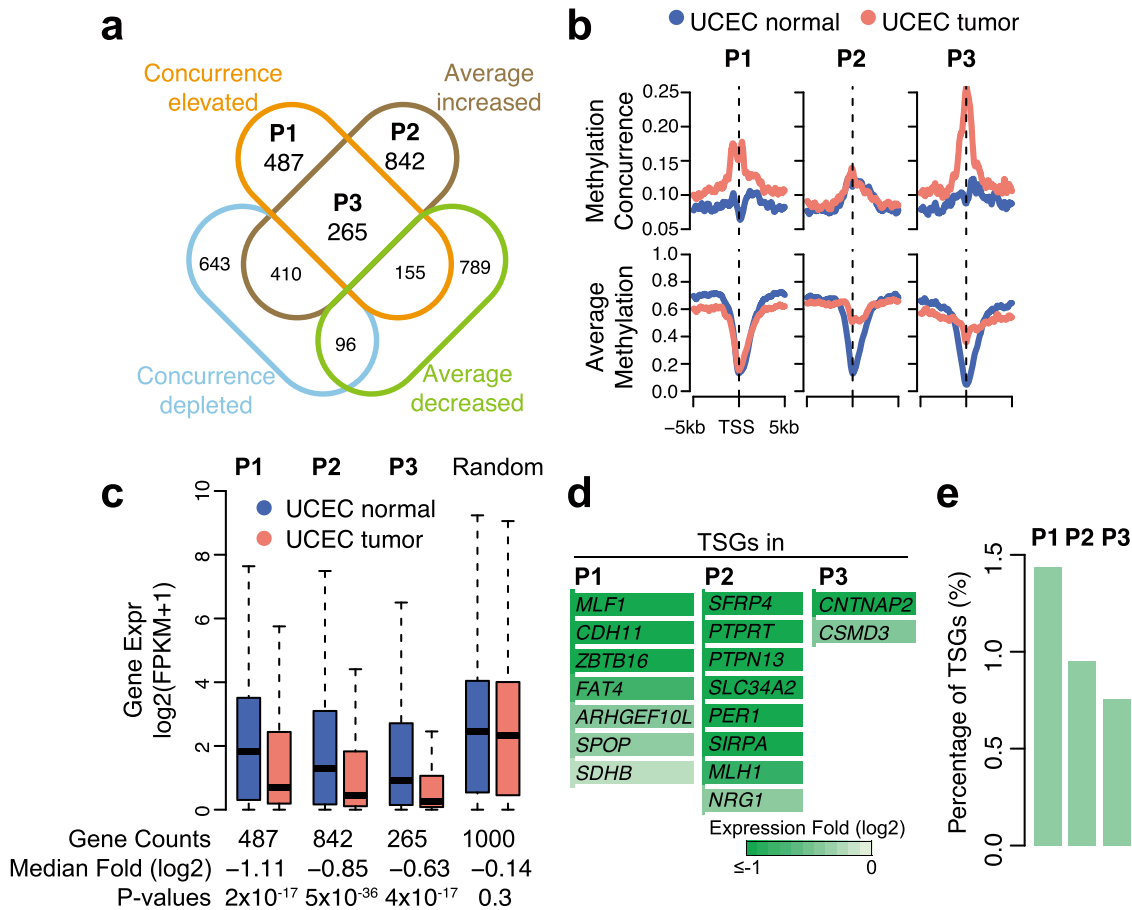 a
Concurrence
elevated
Average
increased
P1
487
P2
842
P3
265
643
410
155
789
96
Concurrence
depleted
Average
decreased
b
UCEC normal
UCEC tumor
P1 P2 P3
Methylation
Concurrence
0.25
0.20
0.15
0.10
0.05
Average
Methylation
1.0
0.8
0.6
0.4
0.2
0.0
−5kb TSS 5kb
c
P1 P2 P3 Random
UCEC normal
UCEC tumor
Gene Expr
log2(FPKM+1)
10
8
6
4
2
0
Gene Counts 487 842 265 1000
Median Fold (log2) −1.11 −0.85 −0.63 −0.14
P-values 2x10⁻¹⁷ 5x10⁻³⁶ 4x10⁻¹⁷ 0.3
d
TSGs in
P1
MLF1
CDH11
ZBTB16
FAT4
ARHGEF10L
SPOP
SDHB
P2
SFRP4
PTPRT
PTPN13
SLC34A2
PER1
SIRPA
MLH1
NRG1
P3
CNTNAP2
CSMD3
Expression Fold (log2)
≤-1 0
e
P1 P2 P3
Percentage of TSGs (%)
1.5
1.0
0.5
0.0